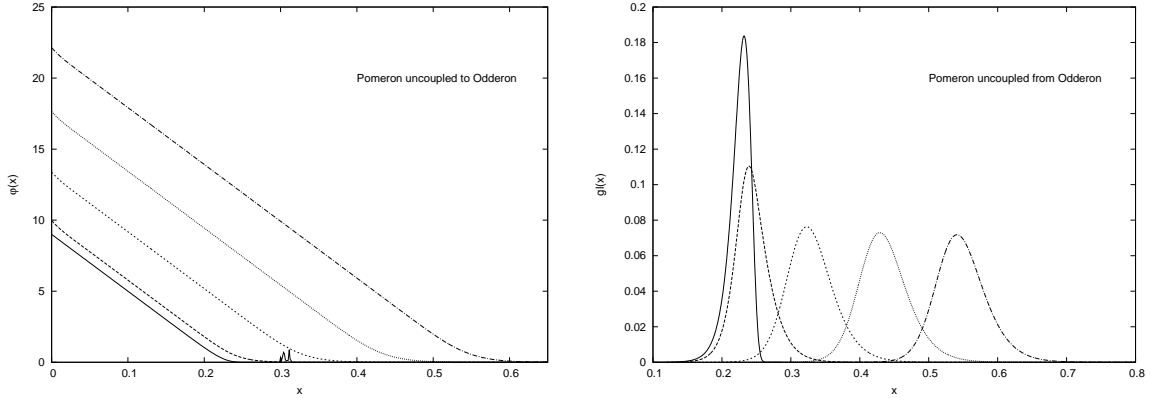 25
20
15
10
5
0
φ(x)
Pomeron uncoupled to Odderon
0 0.1 0.2 0.3 0.4 0.5 0.6
x
0.2
0.18
0.16
0.14
0.12
0.1
0.08
0.06
0.04
0.02
0
gl(x)
Pomeron uncoupled from Odderon
0.1 0.2 0.3 0.4 0.5 0.6 0.7 0.8
x